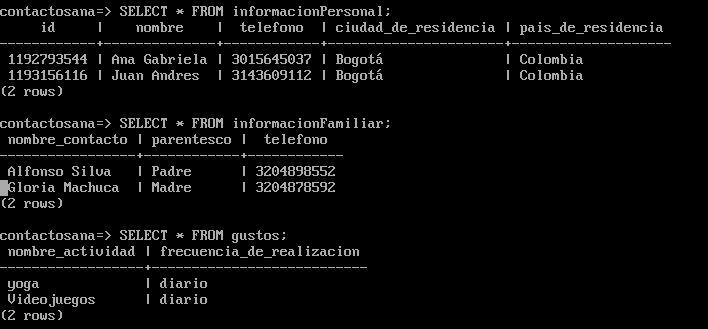 contactosana=> SELECT * FROM informacionPersonal;
     id     |    nombre    |  telefono  | ciudad_de_residencia | pais_de_residencia
------------+--------------+------------+----------------------+--------------------
 1192793544 | Ana Gabriela | 3015645037 | Bogotá               | Colombia
 1193156116 | Juan Andres  | 3143609112 | Bogotá               | Colombia
(2 rows)

contactosana=> SELECT * FROM informacionFamiliar;
 nombre_contacto | parentesco |  telefono
-----------------+------------+------------
 Alfonso Silva   | Padre      | 3204898552
 Gloria Machuca  | Madre      | 3204878592
(2 rows)

contactosana=> SELECT * FROM gustos;
 nombre_actividad | frecuencia_de_realizacion
------------------+---------------------------
 yoga             | diario
 Videojuegos      | diario
(2 rows)